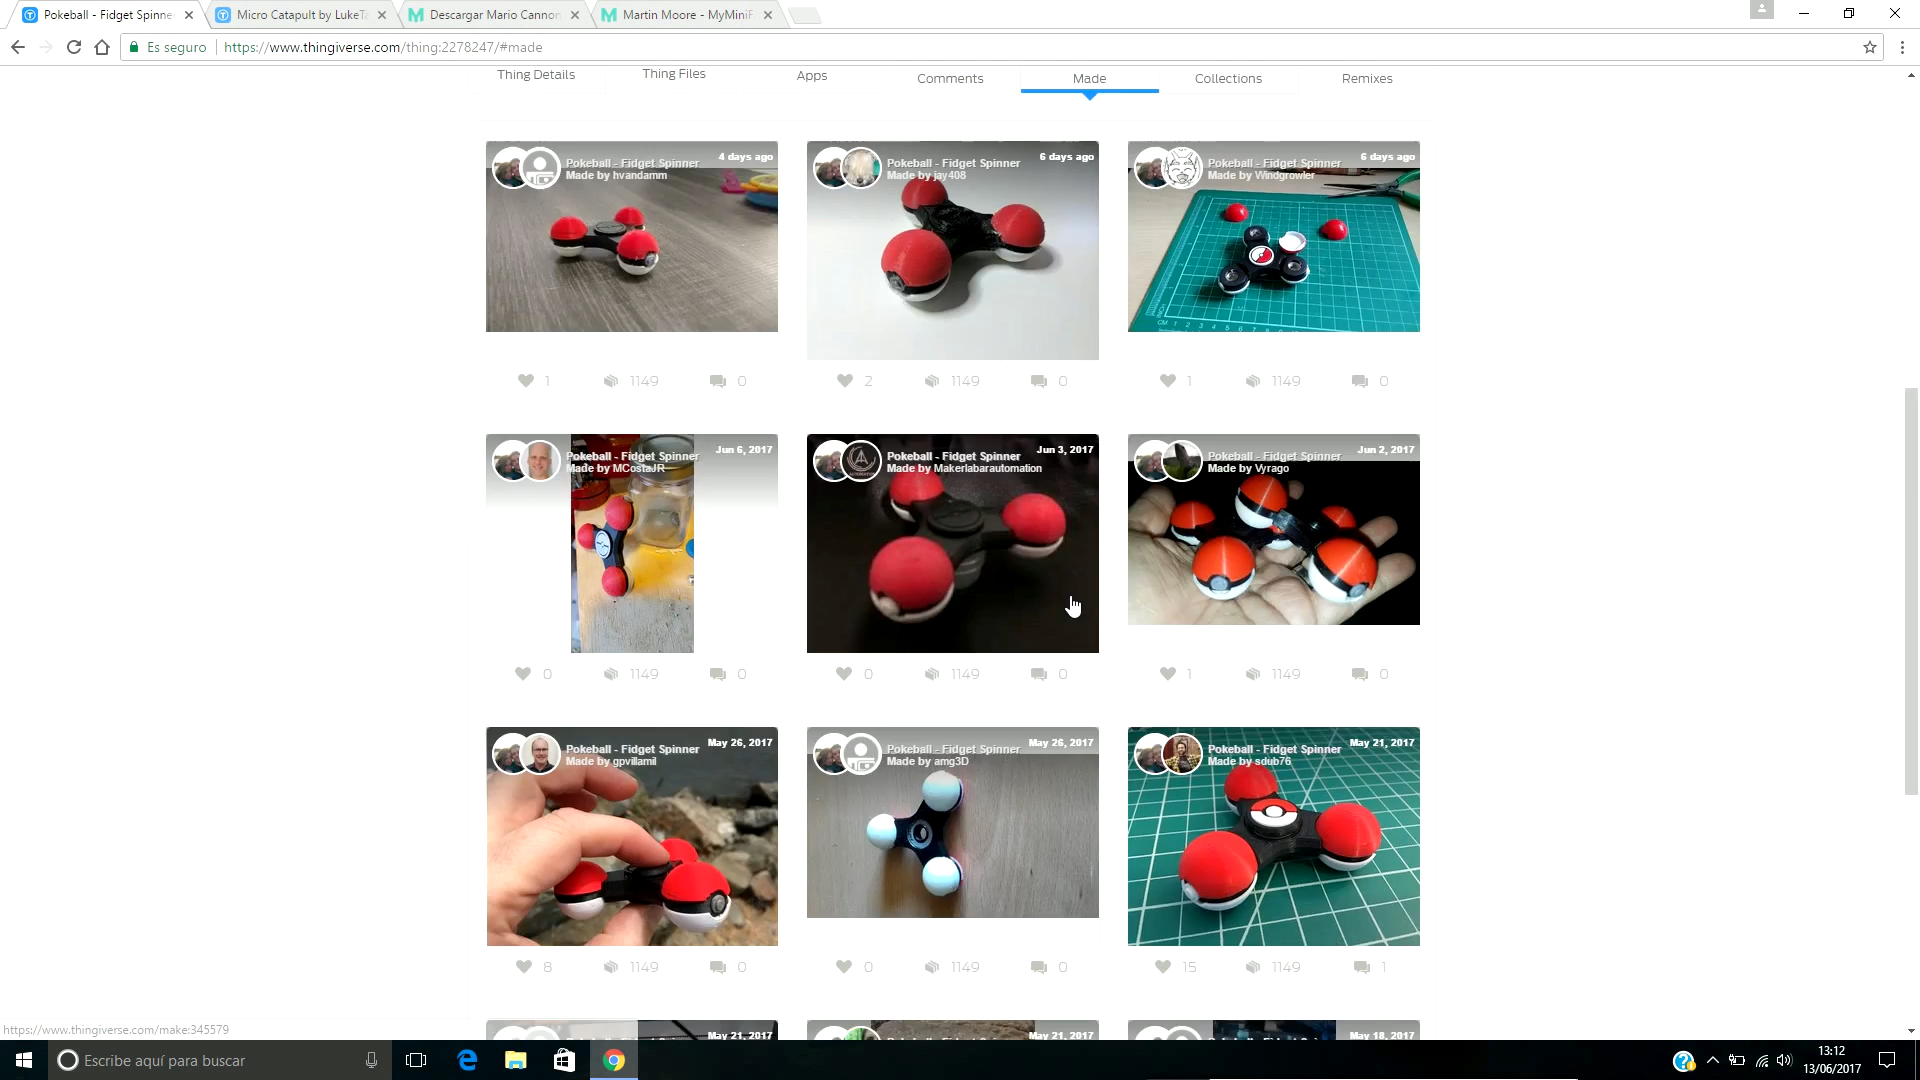 Pokeball - Fidget Spinne
Micro Catapult by LukeTa
Descargar Mario Cannon
Martin Moore - MyMiniF
Es seguro
https://www.thingiverse.com/thing:2278247/#made
Thing Details
Thing Files
Apps
Comments
Made
Collections
Remixes
Pokeball - Fidget Spinner
4 days ago
Made by hvandamm
Pokeball - Fidget Spinner
6 days ago
Made by jay408
Pokeball - Fidget Spinner
6 days ago
Made by Windgrowler
1 1149 0
2 1149 0
1 1149 0
Pokeball - Fidget Spinner
Jun 6, 2017
Made by MCostaJR
Pokeball - Fidget Spinner
Jun 3, 2017
Made by Makerlabarautomation
Pokeball - Fidget Spinner
Jun 2, 2017
Made by Vyrago
0 1149 0
0 1149 0
1 1149 0
Pokeball - Fidget Spinner
May 26, 2017
Made by gpvillamil
Pokeball - Fidget Spinner
May 26, 2017
Made by amg3D
Pokeball - Fidget Spinner
May 21, 2017
Made by sdub76
8 1149 0
0 1149 0
15 1149 1
May 21, 2017
May 21, 2017
May 18, 2017
https://www.thingiverse.com/make:345579
Escribe aquí para buscar
13:12
13/06/2017